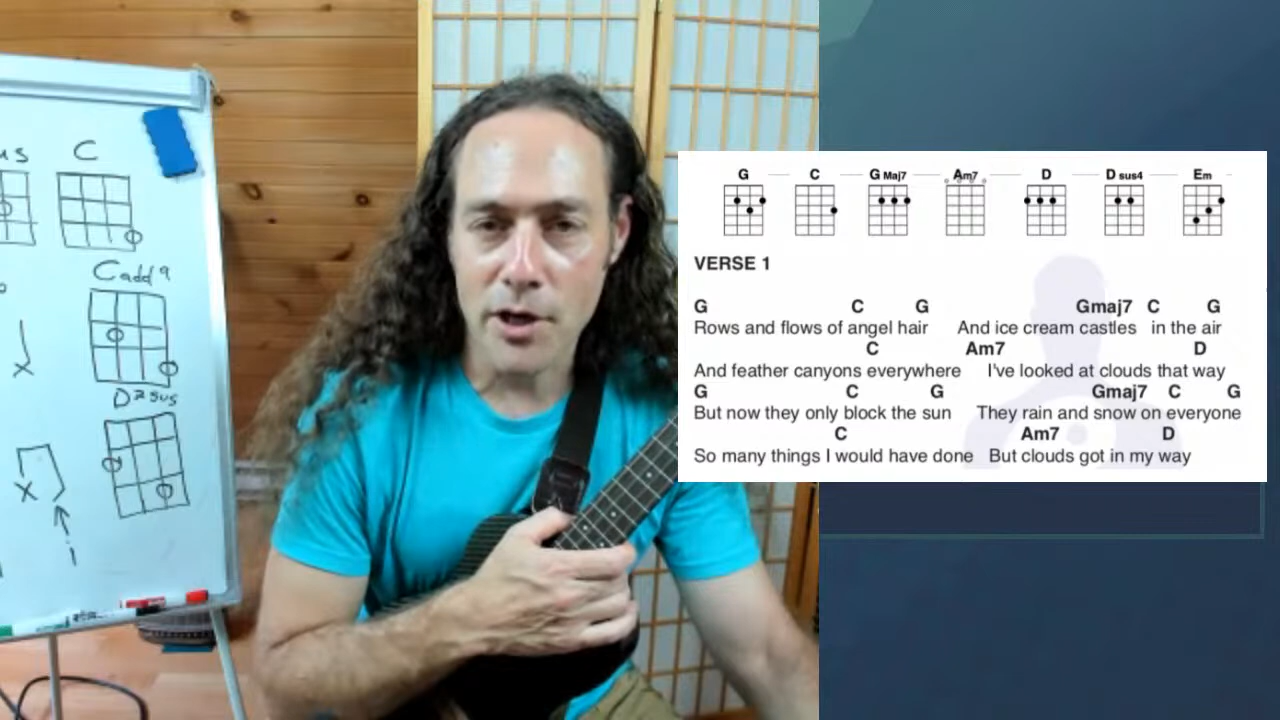 C
Cadd9
D2sus
G C G Maj7 Am7 D D sus4 Em
VERSE 1
G C G Gmaj7 C G
Rows and flows of angel hair And ice cream castles in the air
C Am7 D
And feather canyons everywhere I've looked at clouds that way
G C G Gmaj7 C G
But now they only block the sun They rain and snow on everyone
C Am7 D
So many things I would have done But clouds got in my way